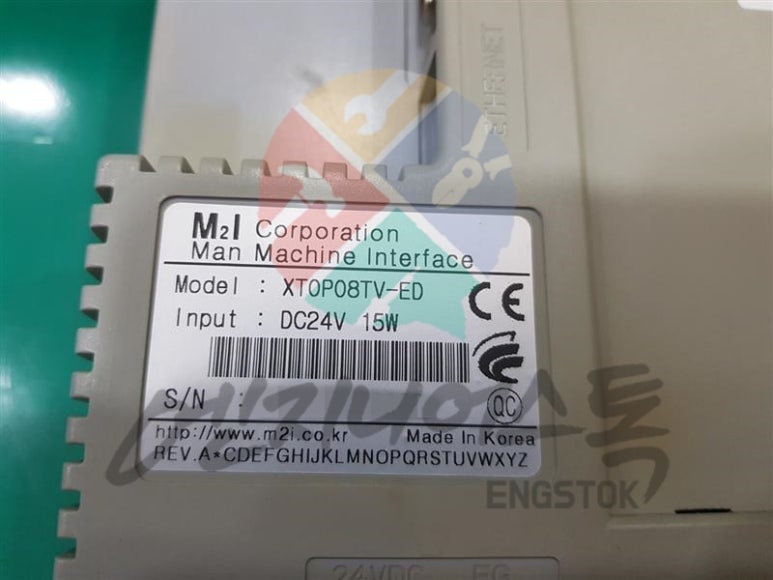 ETHERNET
M2I Corporation
Man Machine Interface
Model : XTOP08TV-ED
Input : DC24V 15W
CE
S/N :
QC
http://www.m2i.co.kr Made In Korea
REV.A*CDEFGHIJKLMNOPQRSTUVWXYZ
엔지니어스톡
ENGSTOK
24VDC FG